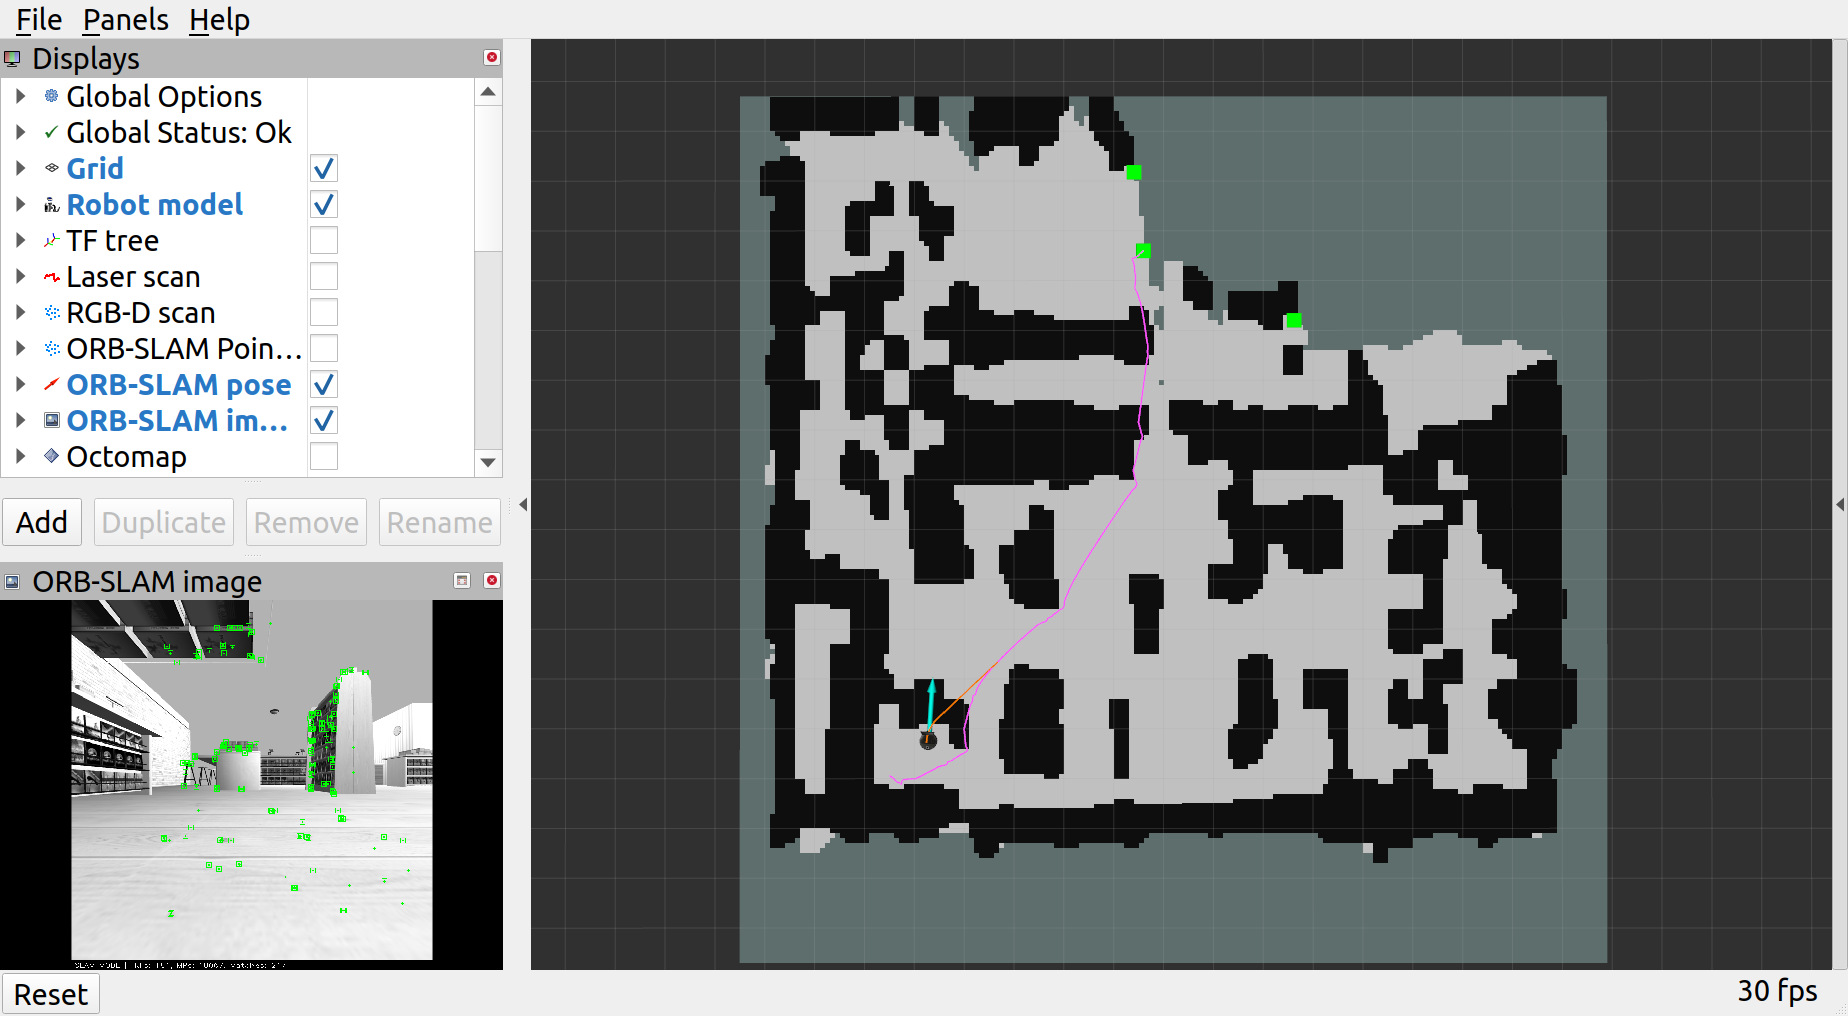 File Panels Help
Displays
Global Options
Global Status: Ok
Grid
Robot model
TF tree
Laser scan
RGB-D scan
ORB-SLAM Poin...
ORB-SLAM pose
ORB-SLAM im...
Octomap
Add Duplicate Remove Rename
ORB-SLAM image
SLAM MODE |
Reset
30 fps